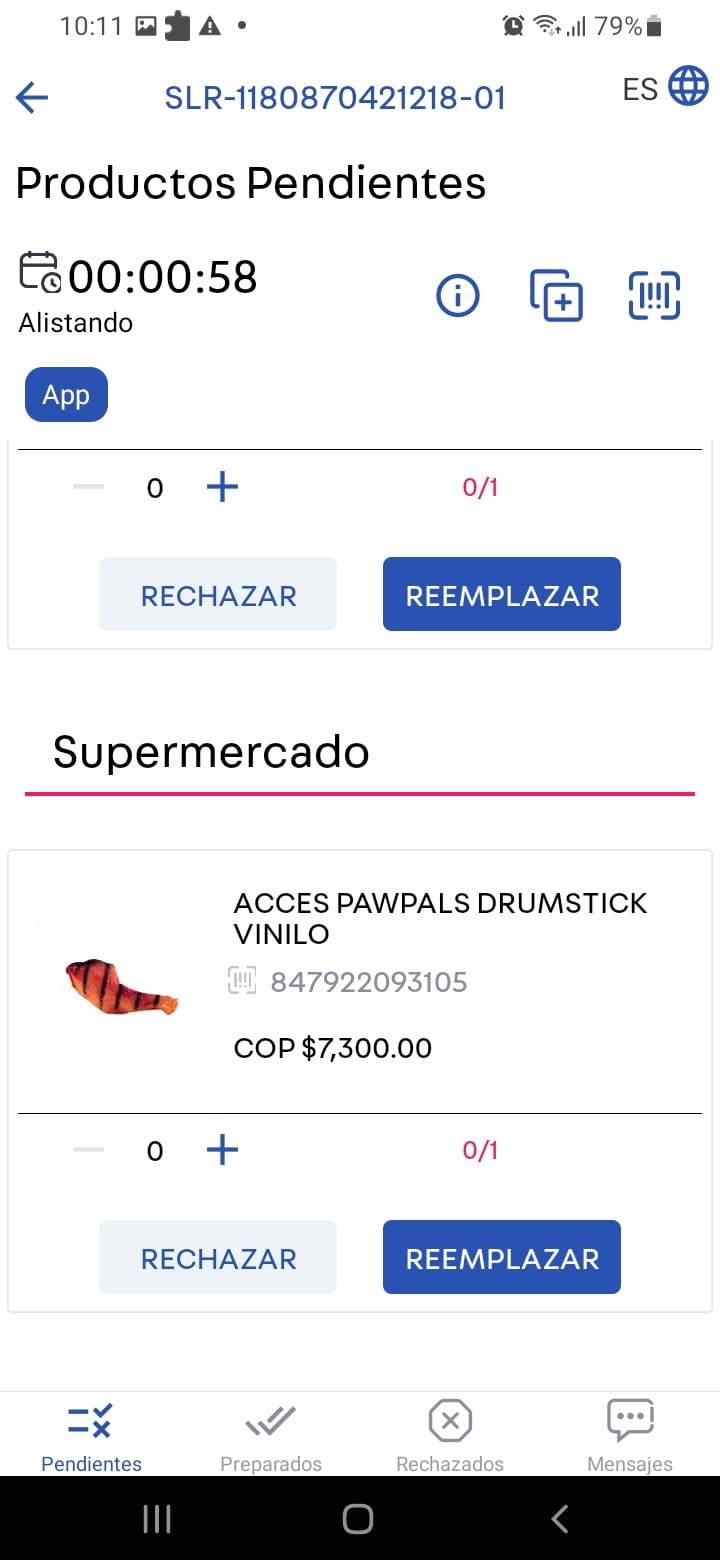 10:11
79%
SLR-1180870421218-01
ES
Productos Pendientes
00:00:58
Alistando
App
0
0/1
RECHAZAR
REEMPLAZAR
Supermercado
ACCES PAWPALS DRUMSTICK
VINILO
847922093105
COP $7,300.00
0
0/1
RECHAZAR
REEMPLAZAR
Pendientes
Preparados
Rechazados
Mensajes